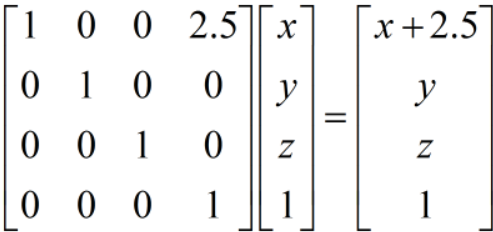 1 0 0 2.5 x x + 2.5
0 1 0 0 y y
0 0 1 0 z = z
0 0 0 1 1 1